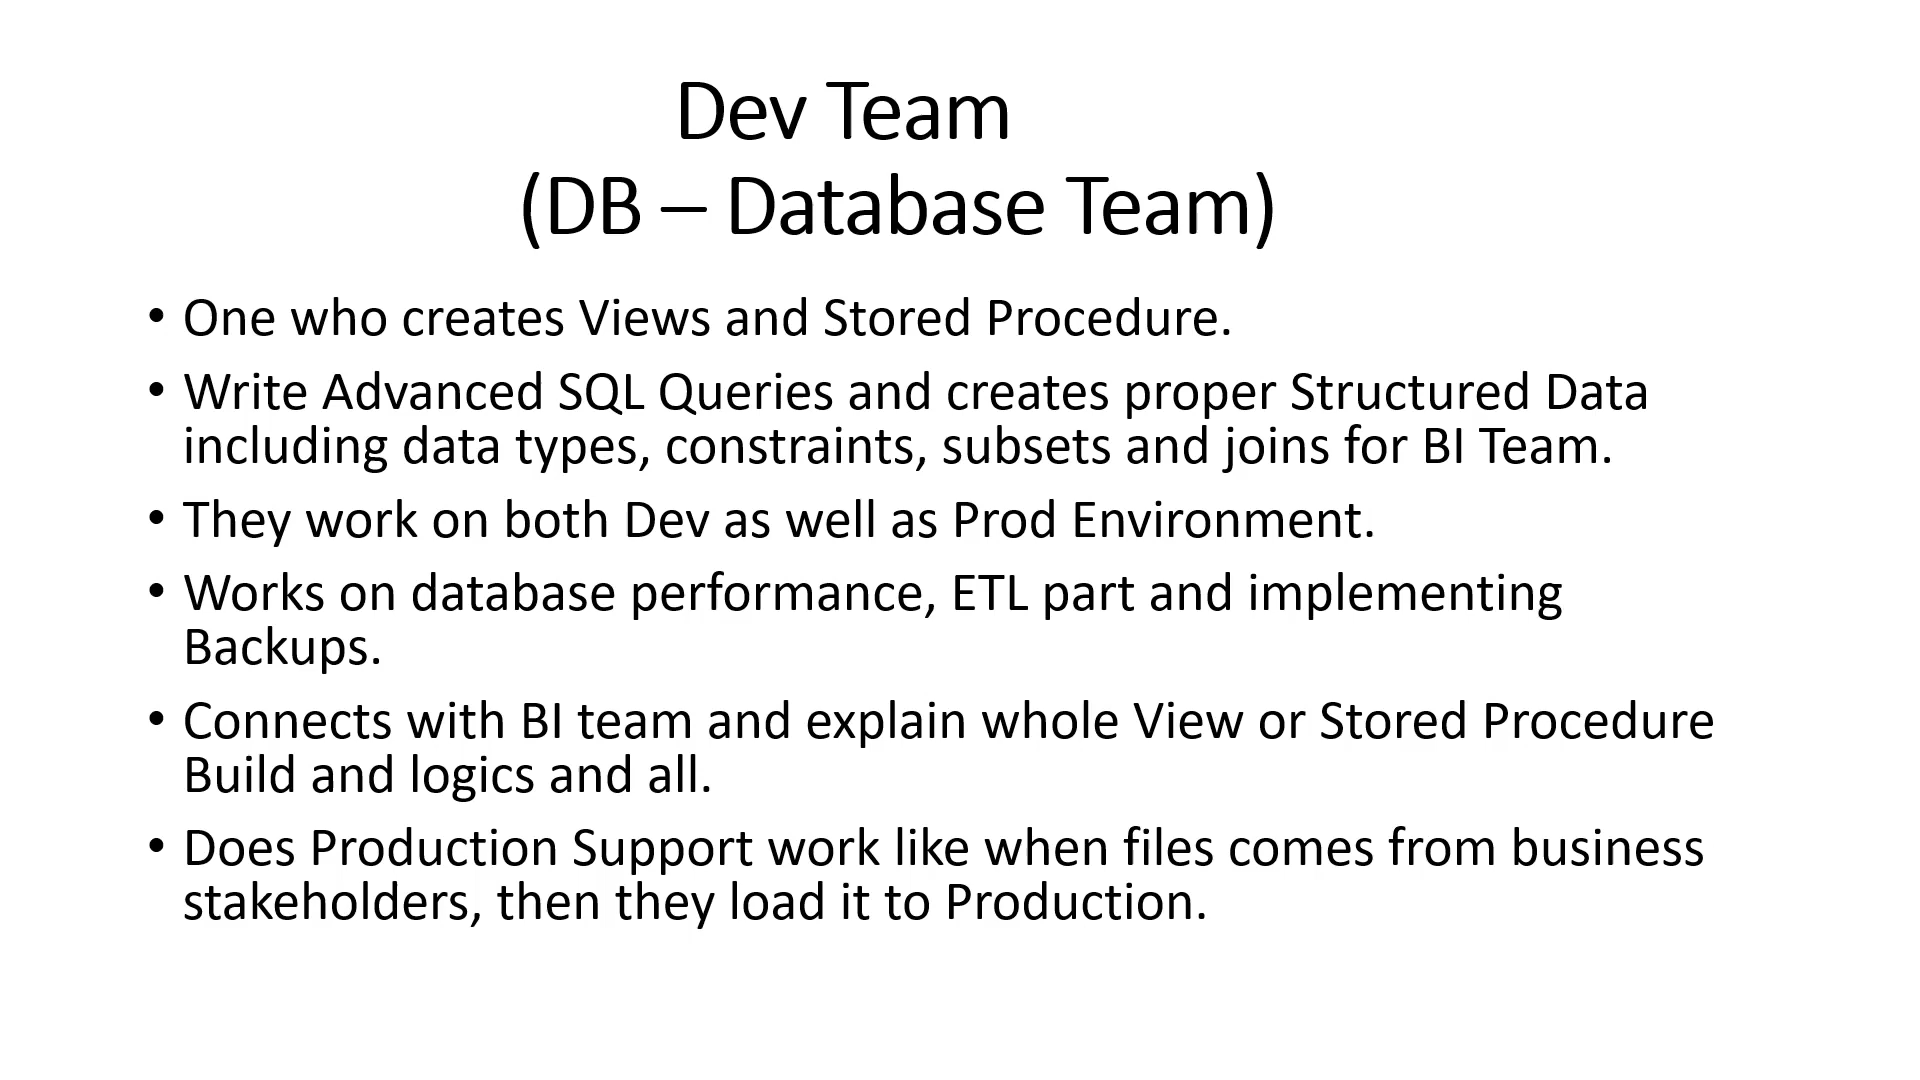 Dev Team
(DB – Database Team)
• One who creates Views and Stored Procedure.
• Write Advanced SQL Queries and creates proper Structured Data
including data types, constraints, subsets and joins for BI Team.
• They work on both Dev as well as Prod Environment.
• Works on database performance, ETL part and implementing
Backups.
• Connects with BI team and explain whole View or Stored Procedure
Build and logics and all.
• Does Production Support work like when files comes from business
stakeholders, then they load it to Production.